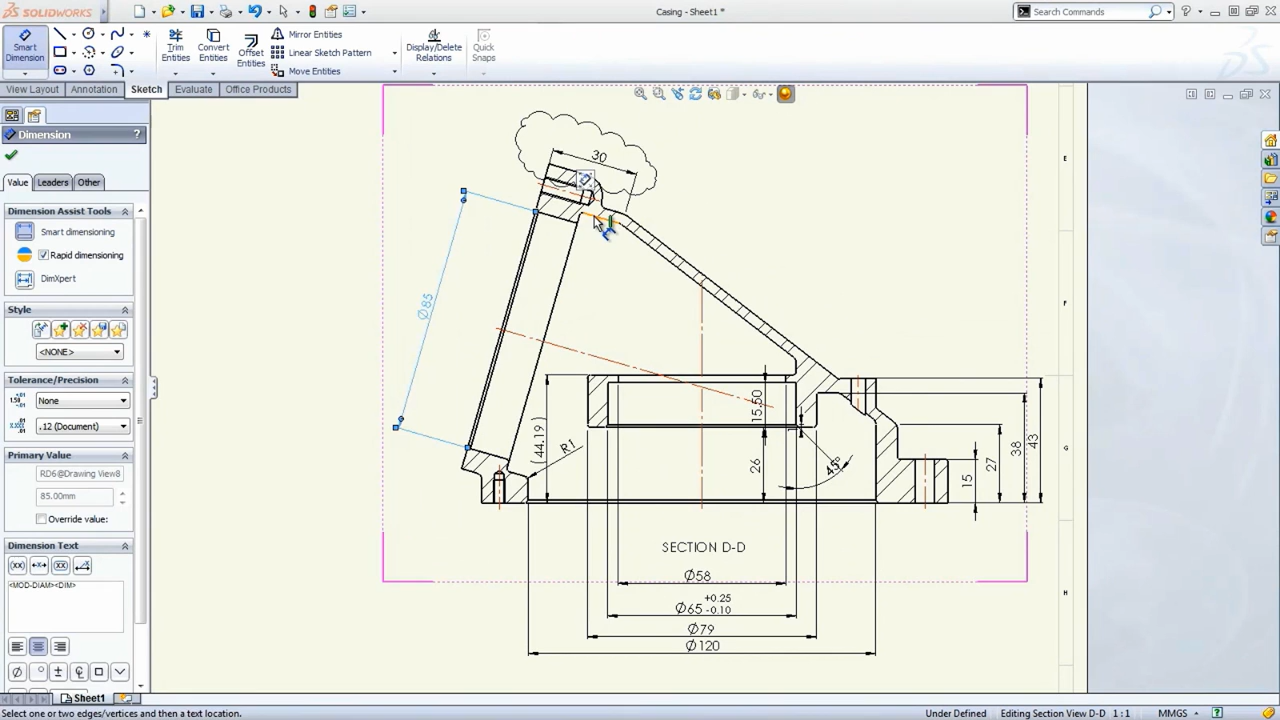 SOLIDWORKS
Casing - Sheet1 *
Search Commands
Smart Dimension
Trim Entities
Convert Entities
Offset Entities
Mirror Entities
Linear Sketch Pattern
Move Entities
Display/Delete Relations
Quick Snaps
View Layout
Annotation
Sketch
Evaluate
Office Products
Dimension
?
Value
Leaders
Other
Dimension Assist Tools
Smart dimensioning
Rapid dimensioning
DimXpert
Style
<NONE>
Tolerance/Precision
None
.12 (Document)
Primary Value
RD6@Drawing View8
85.00mm
Override value:
Dimension Text
<MOD-DIAM><DIM>
E
F
G
H
30
Ø85
(44.19)
R1
15.50
1
26
45°
15
27
38
43
SECTION D-D
Ø58
Ø65 +0.25 -0.10
Ø79
Ø120
Sheet1
Select one or two edges/vertices and then a text location.
Under Defined
Editing Section View D-D
1 : 1
MMGS